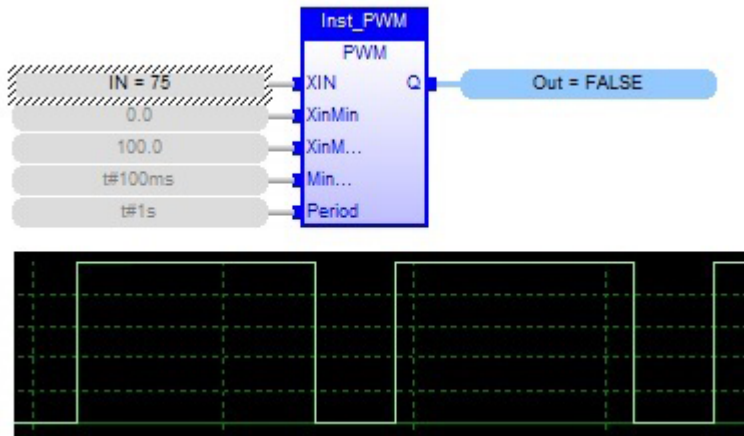 Inst_PWM
PWM
IN = 75 XIN Q Out = FALSE
0.0 XinMin
100.0 XinM...
t#100ms Min...
t#1s Period